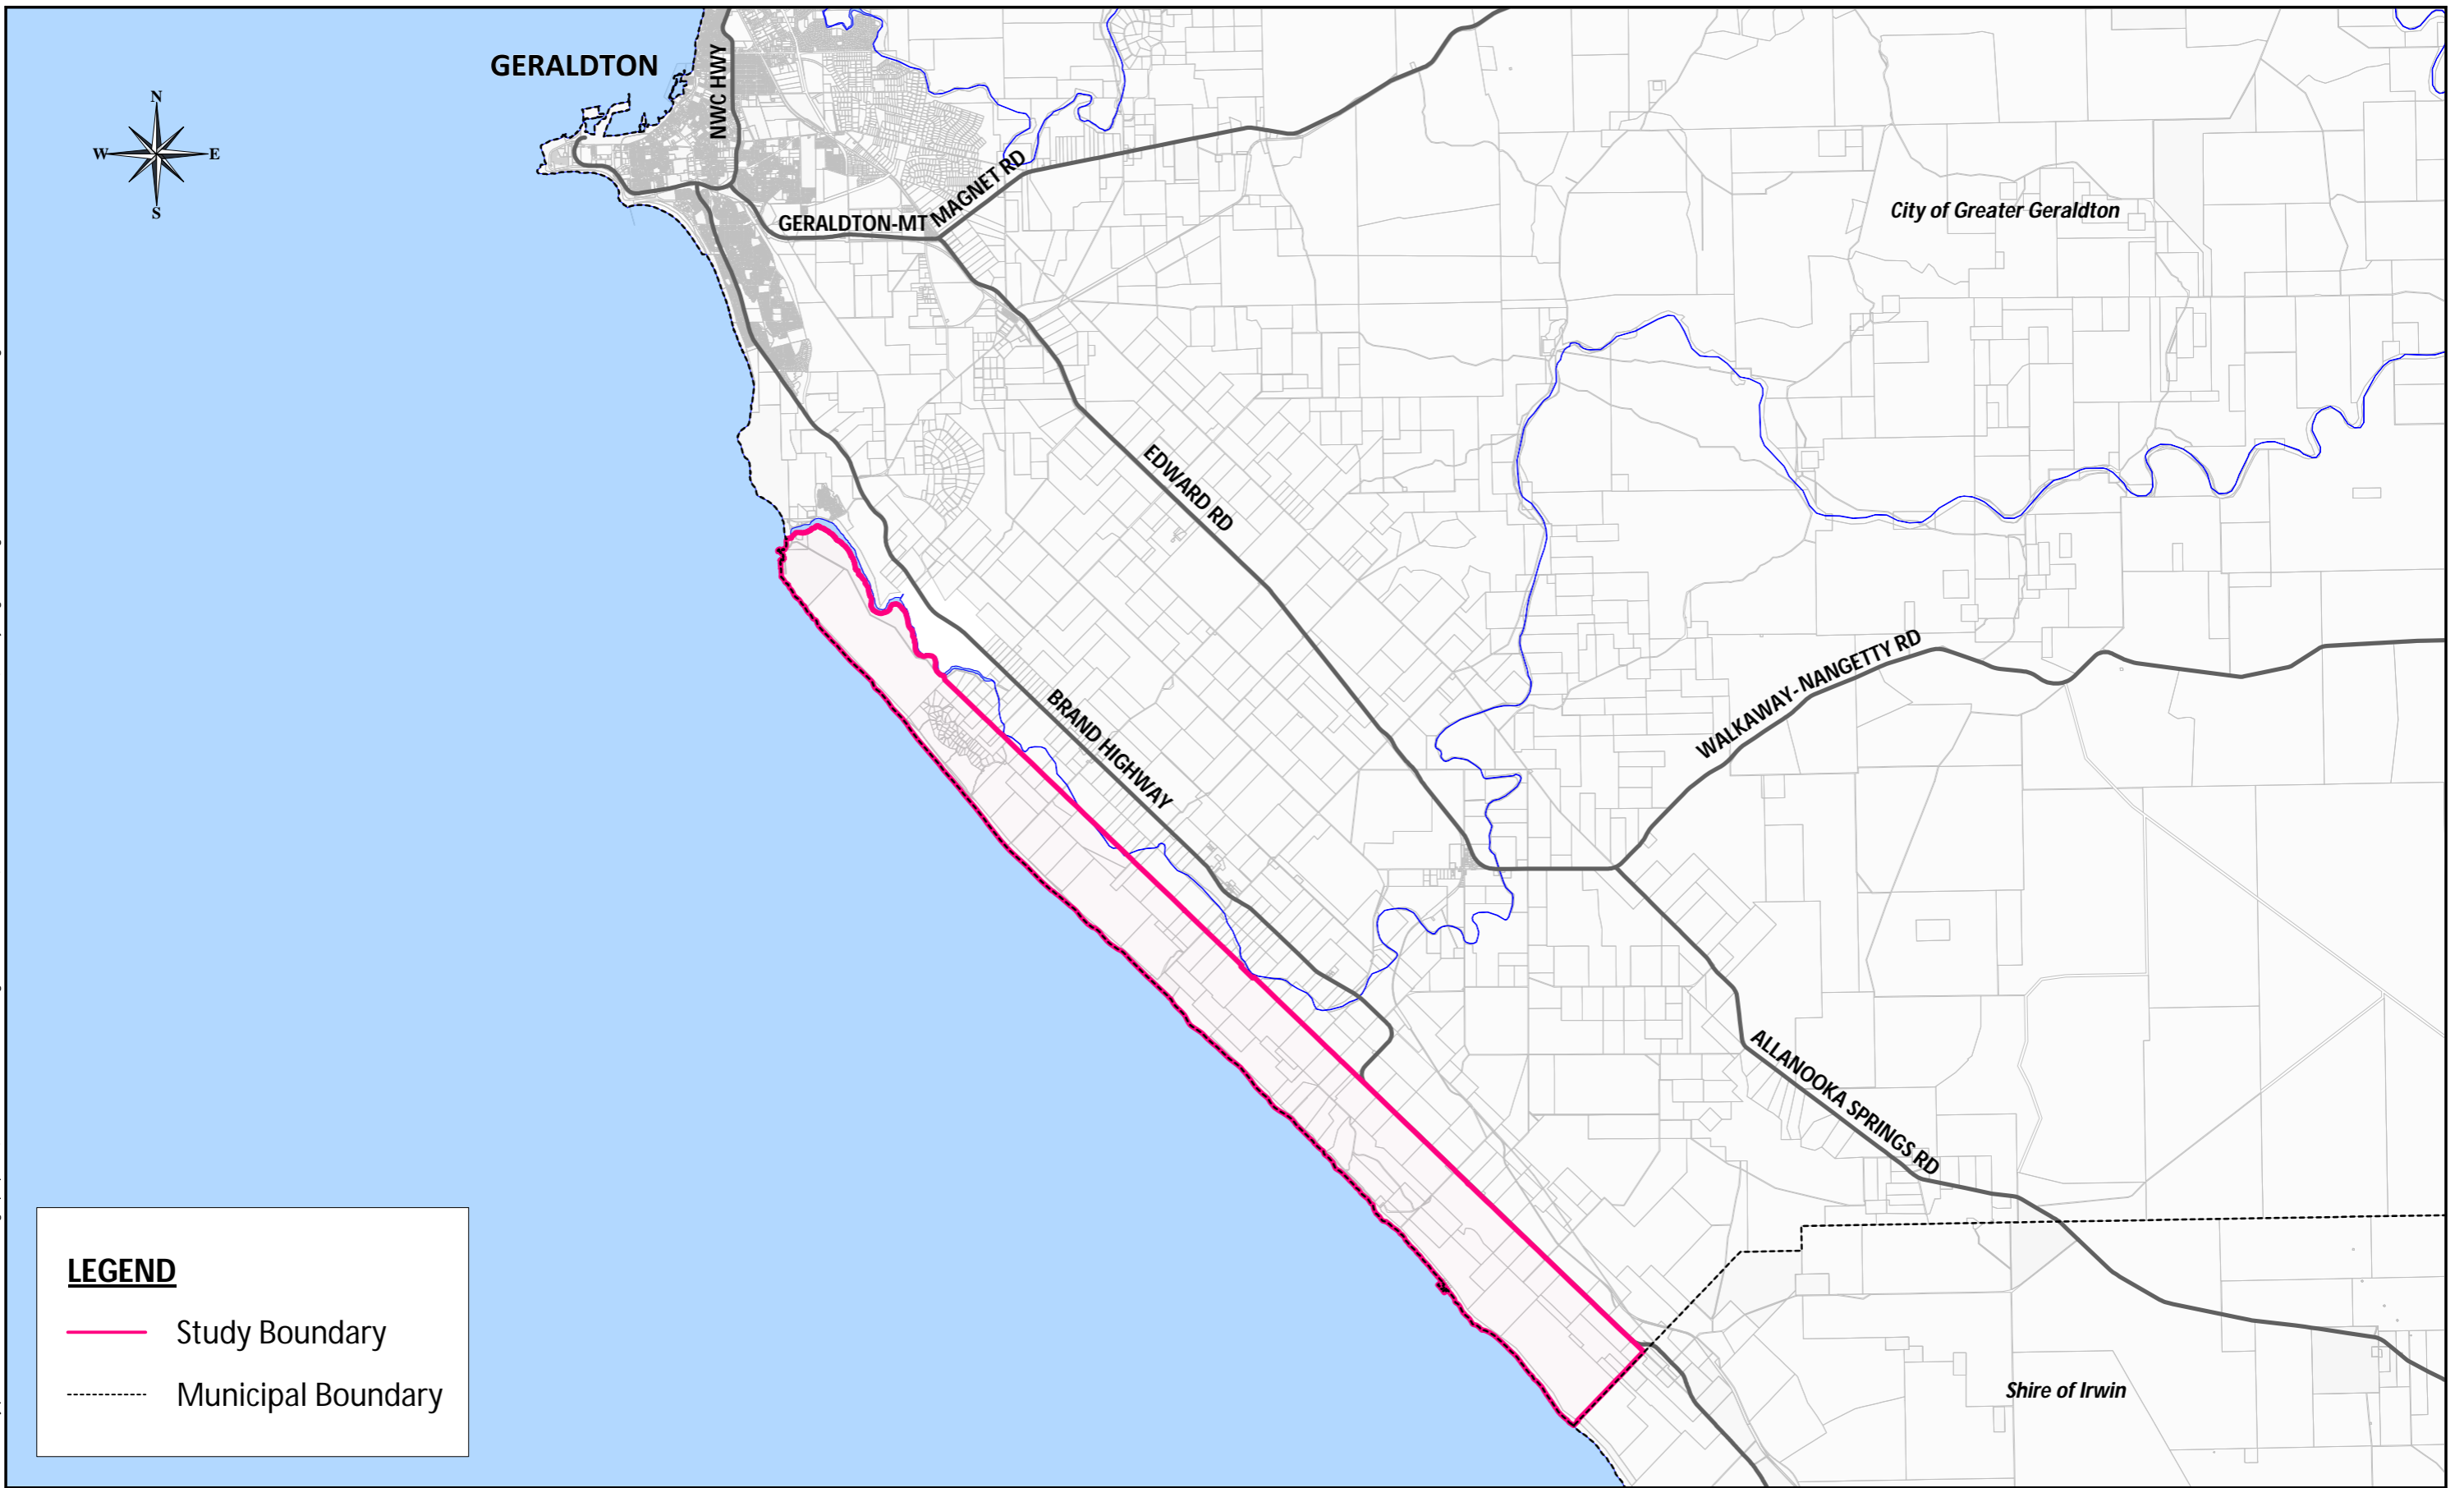 GERALDTON
NWC HWY
N
W
E
S
GERALDTON-MT MAGNET RD
City of Greater Geraldton
EDWARD RD
WALKAWAY-NANGETTY RD
BRAND HIGHWAY
ALLANOOKA SPRINGS RD
Shire of Irwin
LEGEND
Study Boundary
Municipal Boundary